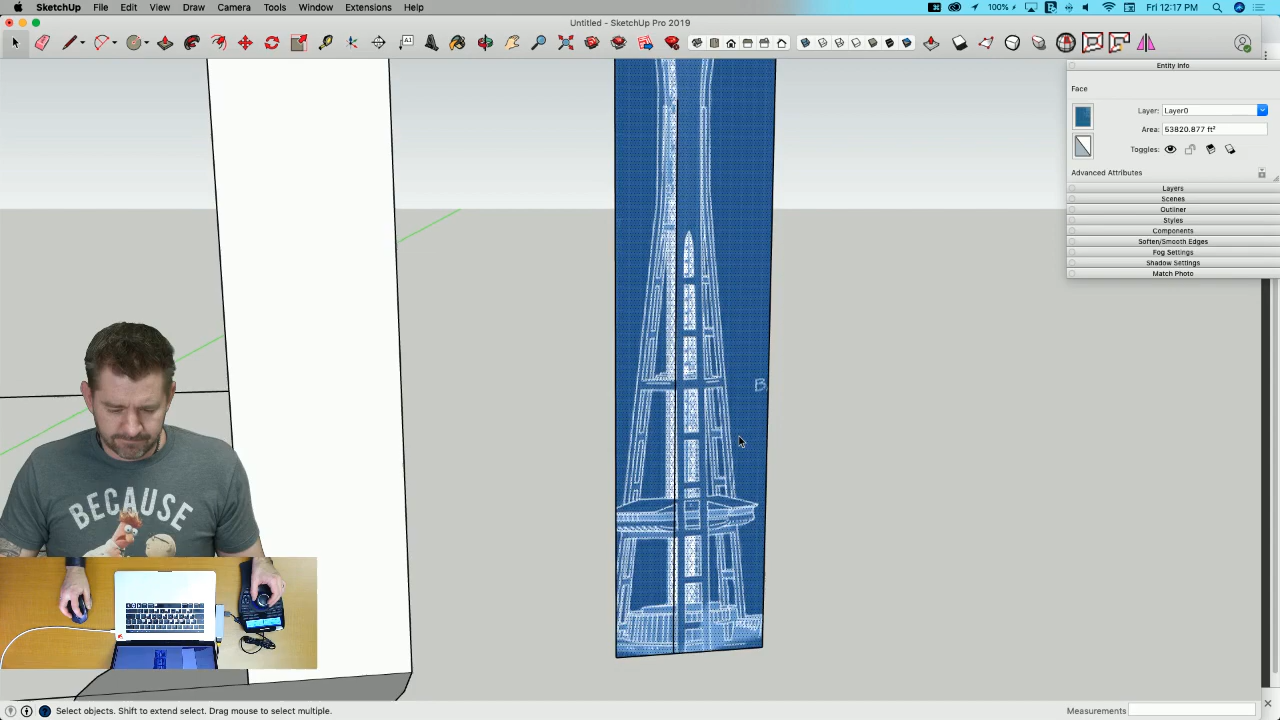 SketchUp File Edit View Draw Camera Tools Window Extensions Help
100% Fri 12:17 PM
Untitled - SketchUp Pro 2019
Entity Info
Face
Layer: Layer0
Area: 53820.877 ft²
Toggles:
Advanced Attributes
Layers
Scenes
Outliner
Styles
Components
Soften/Smooth Edges
Fog Settings
Shadow Settings
Match Photo
B
BECAUSE
Select objects. Shift to extend select. Drag mouse to select multiple.
Measurements